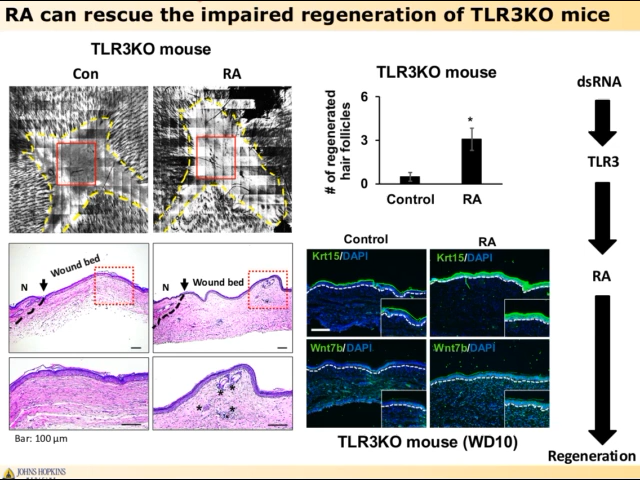 RA can rescue the impaired regeneration of TLR3KO mice
TLR3KO mouse
Con
RA
N
Wound bed
N
Wound bed
*
*
*
*
Bar: 100 µm
TLR3KO mouse
# of regenerated
hair follicles
6
3
0
*
Control
RA
Control
RA
Krt15/DAPI
Krt15/DAPI
Wnt7b/DAPI
Wnt7b/DAPI
TLR3KO mouse (WD10)
dsRNA
TLR3
RA
Regeneration
JOHNS HOPKINS